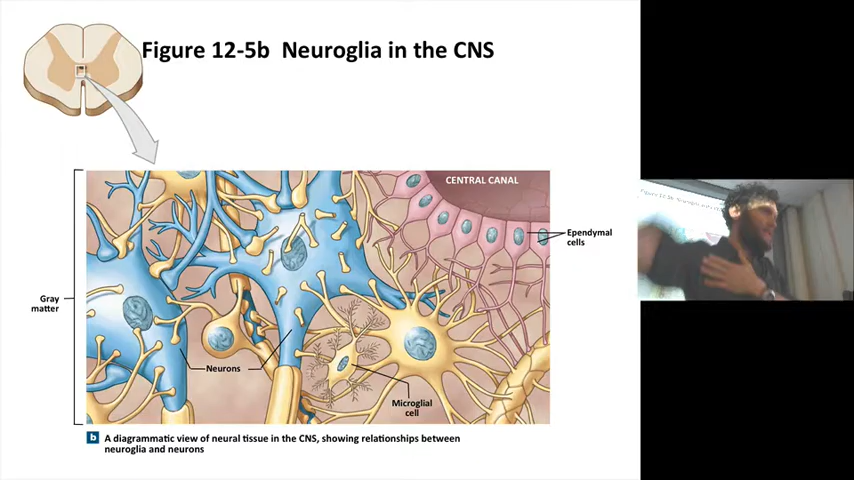 Figure 12-5b Neuroglia in the CNS
CENTRAL CANAL
Ependymal
cells
Gray
matter
Neurons
Microglial
cell
b A diagrammatic view of neural tissue in the CNS, showing relationships between
neuroglia and neurons